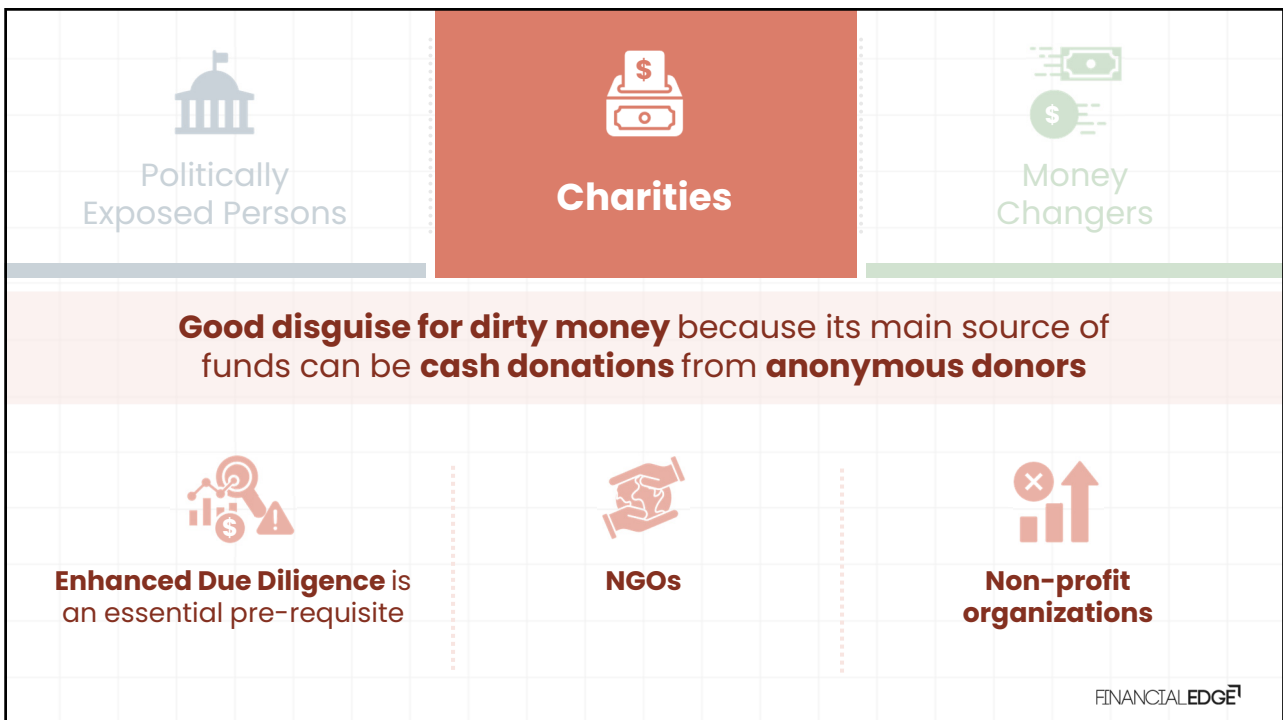 Politically
Exposed Persons
Charities
Money
Changers
Good disguise for dirty money because its main source of
funds can be cash donations from anonymous donors
Enhanced Due Diligence is
an essential pre-requisite
NGOs
Non-profit
organizations
FINANCIALEDGE